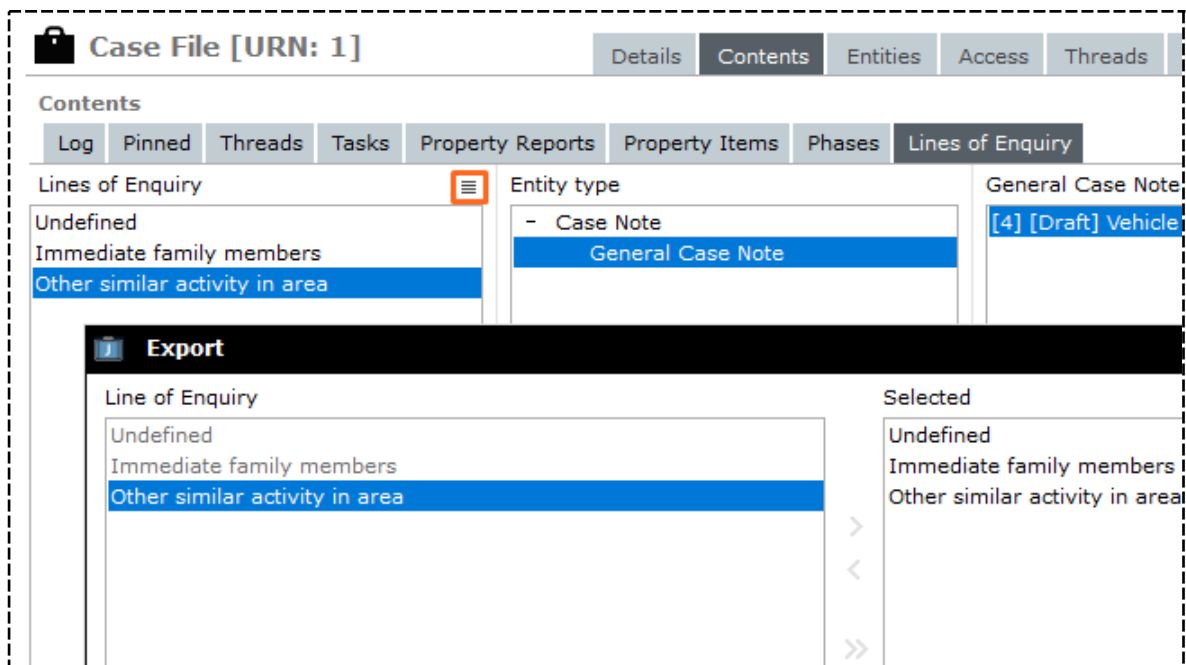 Case File [URN: 1]
Details Contents Entities Access Threads
Contents
Log Pinned Threads Tasks Property Reports Property Items Phases Lines of Enquiry
Lines of Enquiry Entity type General Case Note
Undefined - Case Note [4] [Draft] Vehicle
Immediate family members General Case Note
Other similar activity in area
Export
Line of Enquiry Selected
Undefined Undefined
Immediate family members Immediate family members
Other similar activity in area Other similar activity in area
>
<
>>